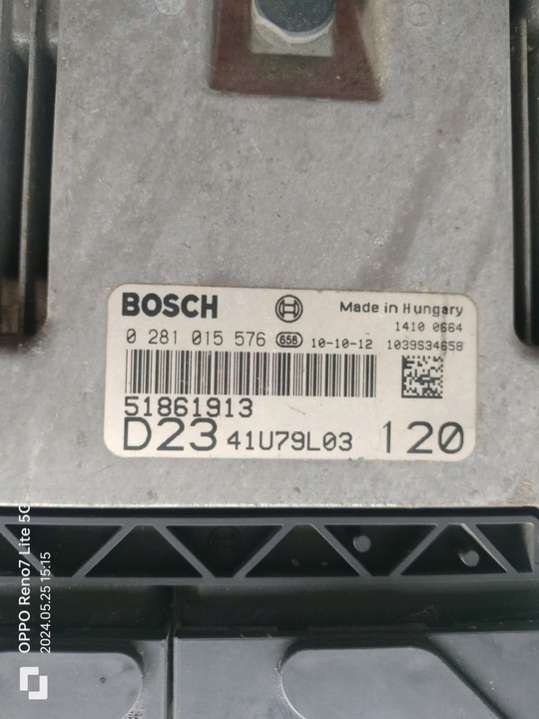 BOSCH Made in Hungary
1410 0664
0 281 015 576 656 10-10-12 1039S34658
51861913
D23 41U79L03 120
OPPO Reno7 Lite 5G
2024.05.25 15:15